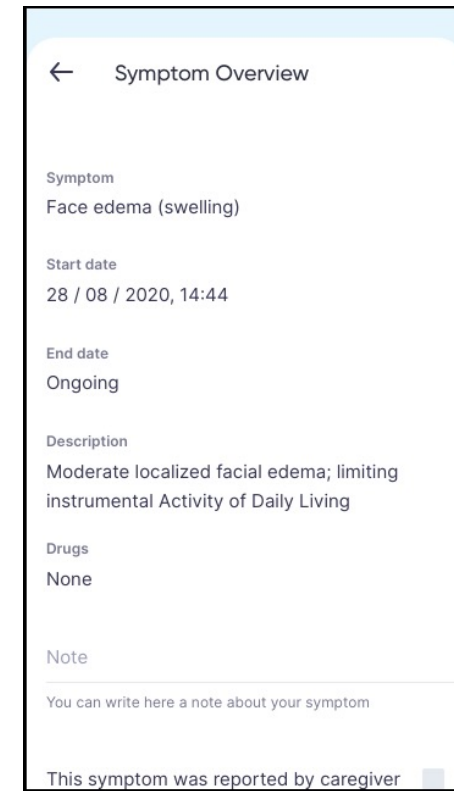 Symptom Overview
Symptom
Face edema (swelling)
Start date
28 / 08 / 2020, 14:44
End date
Ongoing
Description
Moderate localized facial edema; limiting
instrumental Activity of Daily Living
Drugs
None
Note
You can write here a note about your symptom
This symptom was reported by caregiver